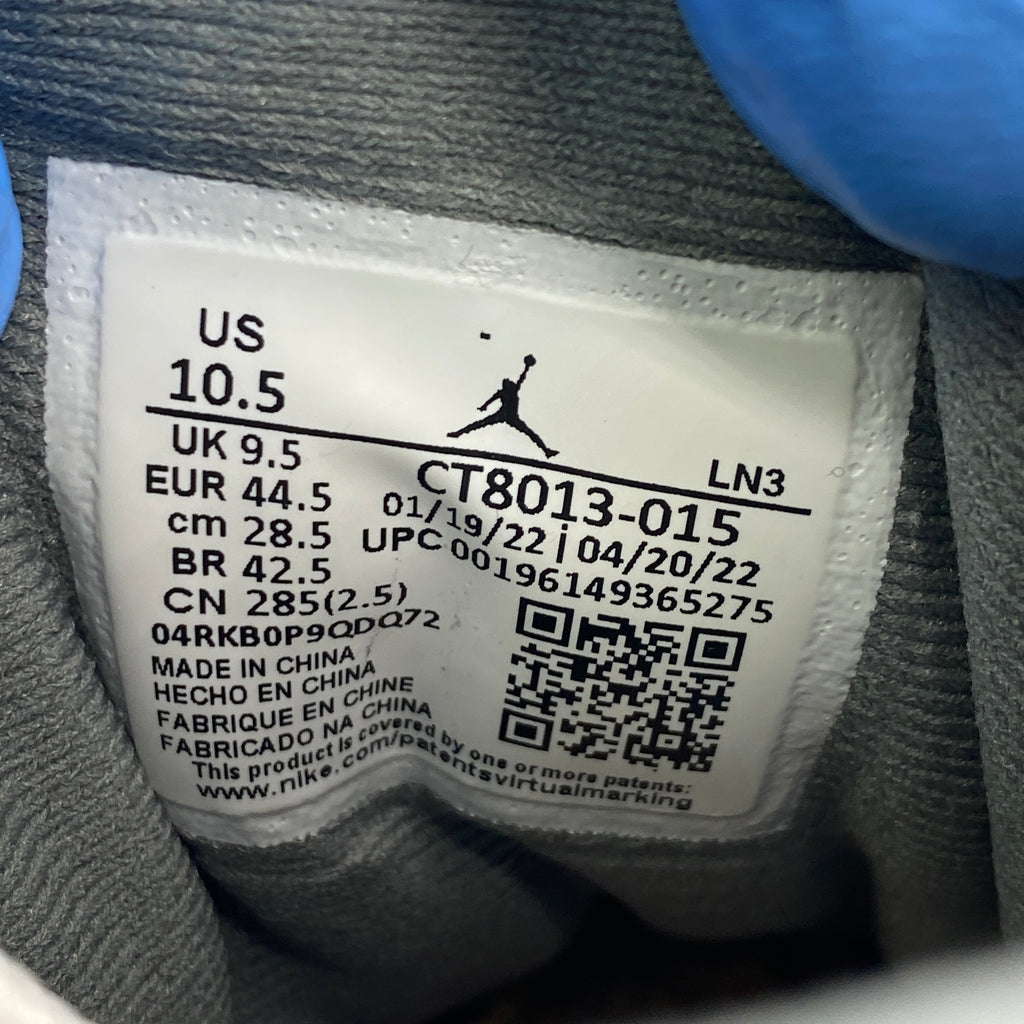 US
10.5
UK 9.5
EUR 44.5
cm 28.5
BR 42.5
CN 285(2.5)
04RKB0P9QDQ72
MADE IN CHINA
HECHO EN CHINA
FABRIQUE EN CHINE
FABRICADO NA CHINA
LN3
CT8013-015
01/19/22 | 04/20/22
UPC 00196149365275
This product is covered by one or more patents:
www.nike.com/patentsvirtualmarking